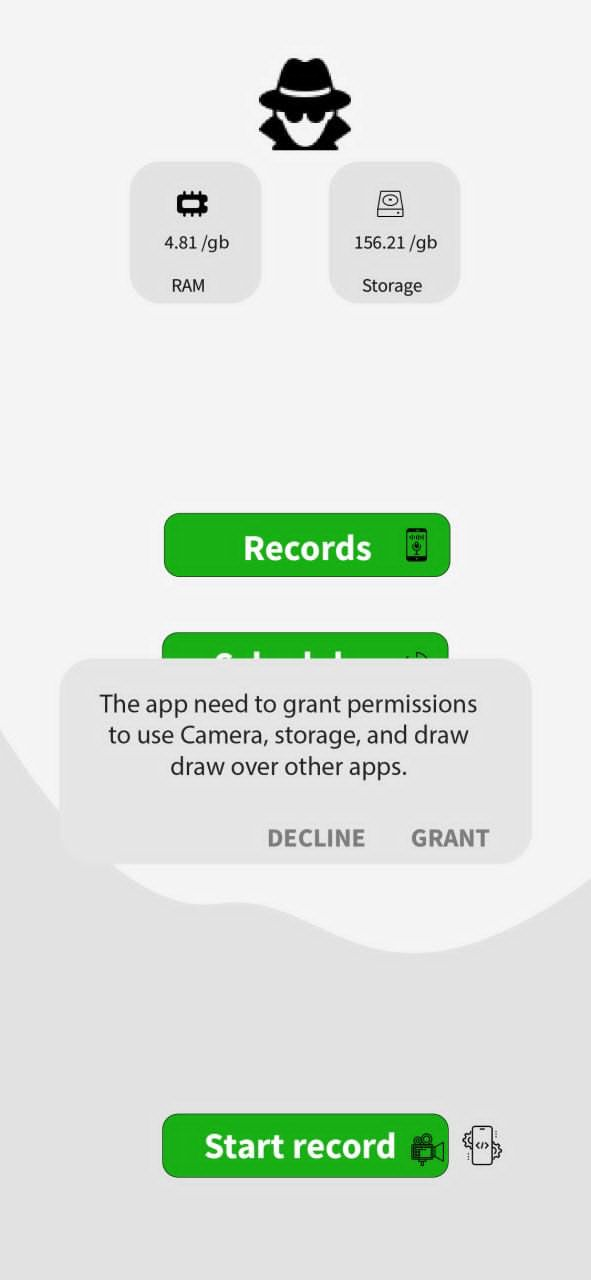 4.81 /gb
RAM
156.21 /gb
Storage
Records
The app need to grant permissions
to use Camera, storage, and draw
draw over other apps.
DECLINE GRANT
Start record